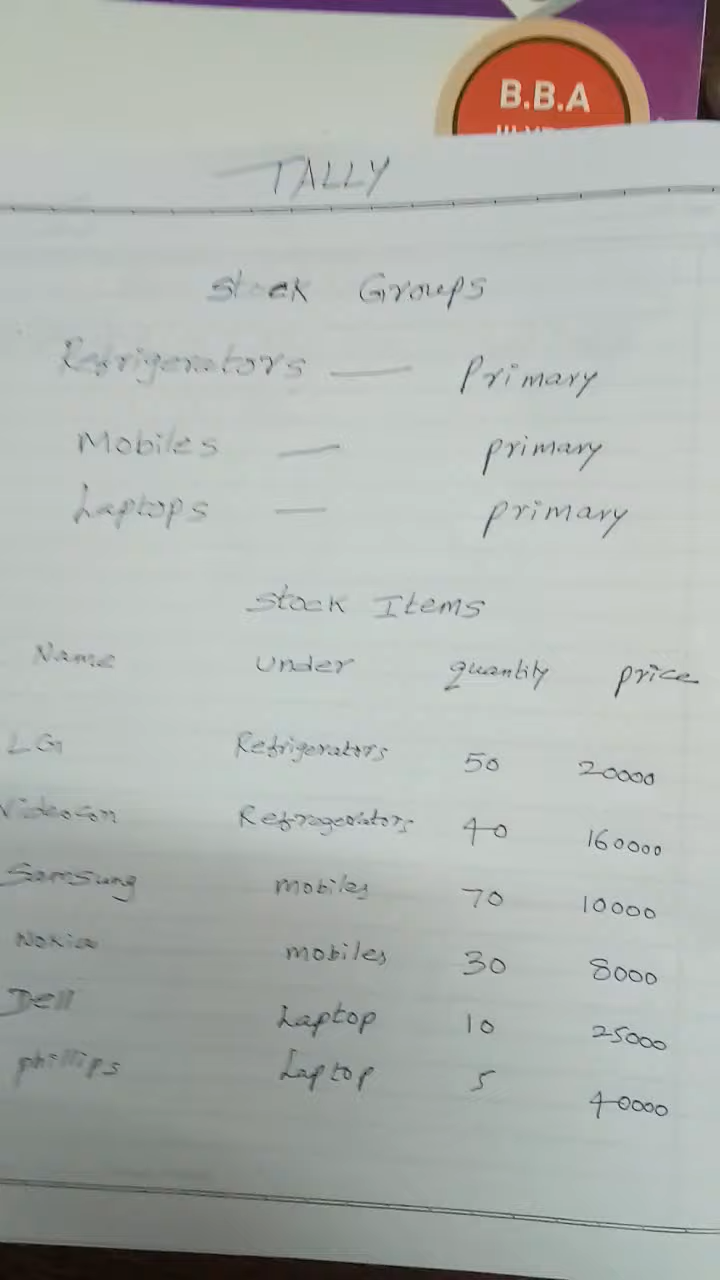 B.B.A
TALLY
Stock Groups
Refrigerators — Primary
Mobiles — primary
Laptops — primary
Stock Items
Name Under quantity price
LG Refrigerators 50 20000
Videocon Refrogerators 40 160000
Samsung mobiles 70 10000
Nokia mobiles 30 8000
Dell Laptop 10 25000
phillips Laptop 5 40000